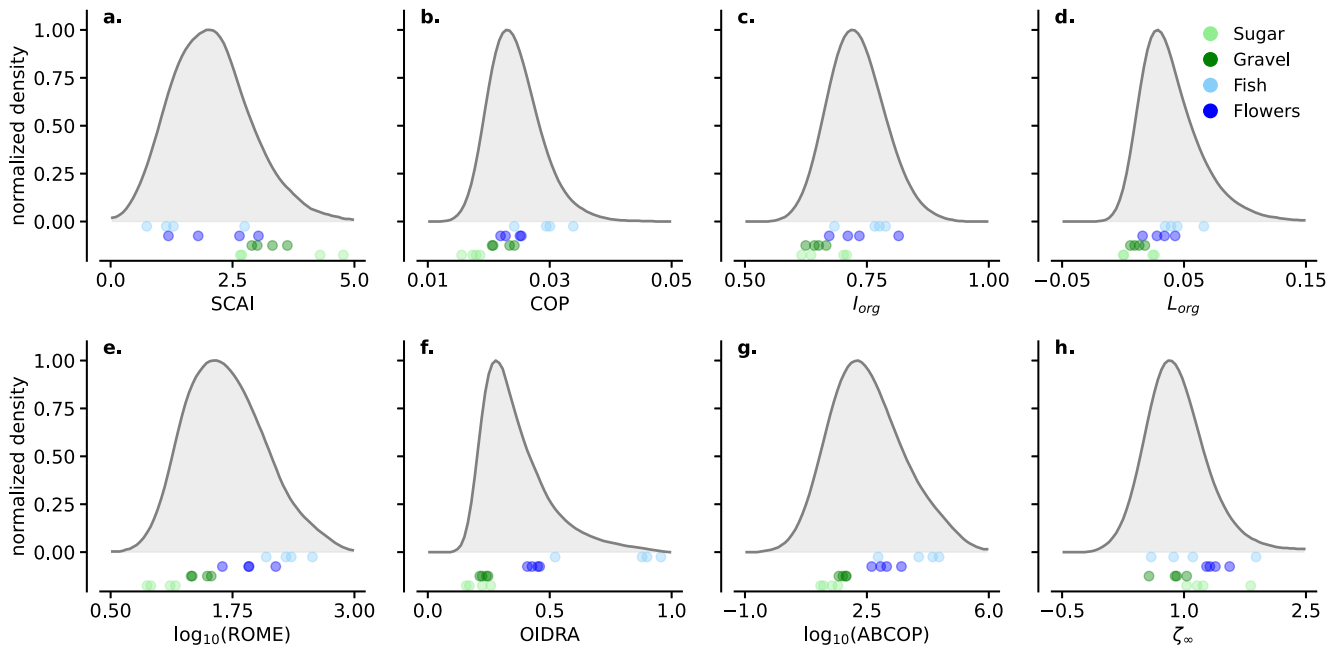 a.
b.
c.
d.
Sugar
Gravel
Fish
Flowers
normalized density
1.00
0.75
0.50
0.25
0.00
0.0 2.5 5.0
SCAI
0.01 0.03 0.05
COP
0.50 0.75 1.00
I_org
−0.05 0.05 0.15
L_org
e.
f.
g.
h.
normalized density
1.00
0.75
0.50
0.25
0.00
0.50 1.75 3.00
log₁₀(ROME)
0.0 0.5 1.0
OIDRA
−1.0 2.5 6.0
log₁₀(ABCOP)
−0.5 1.0 2.5
ζ∞